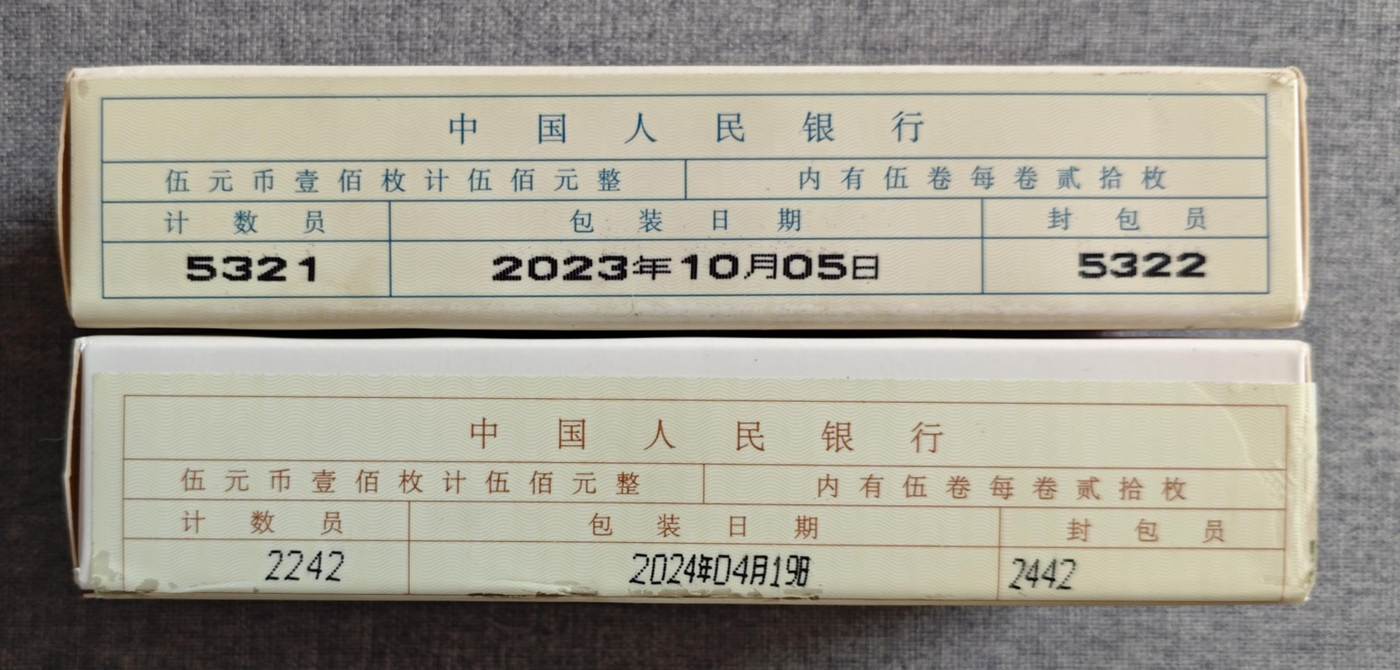 中国人民银行
伍元币壹佰枚计伍佰元整 内有伍卷每卷贰拾枚
计数员 包装日期 封包员
5321 2023年10月05日 5322
中国人民银行
伍元币壹佰枚计伍佰元整 内有伍卷每卷贰拾枚
计数员 包装日期 封包员
2242 2024年04月19日 2442